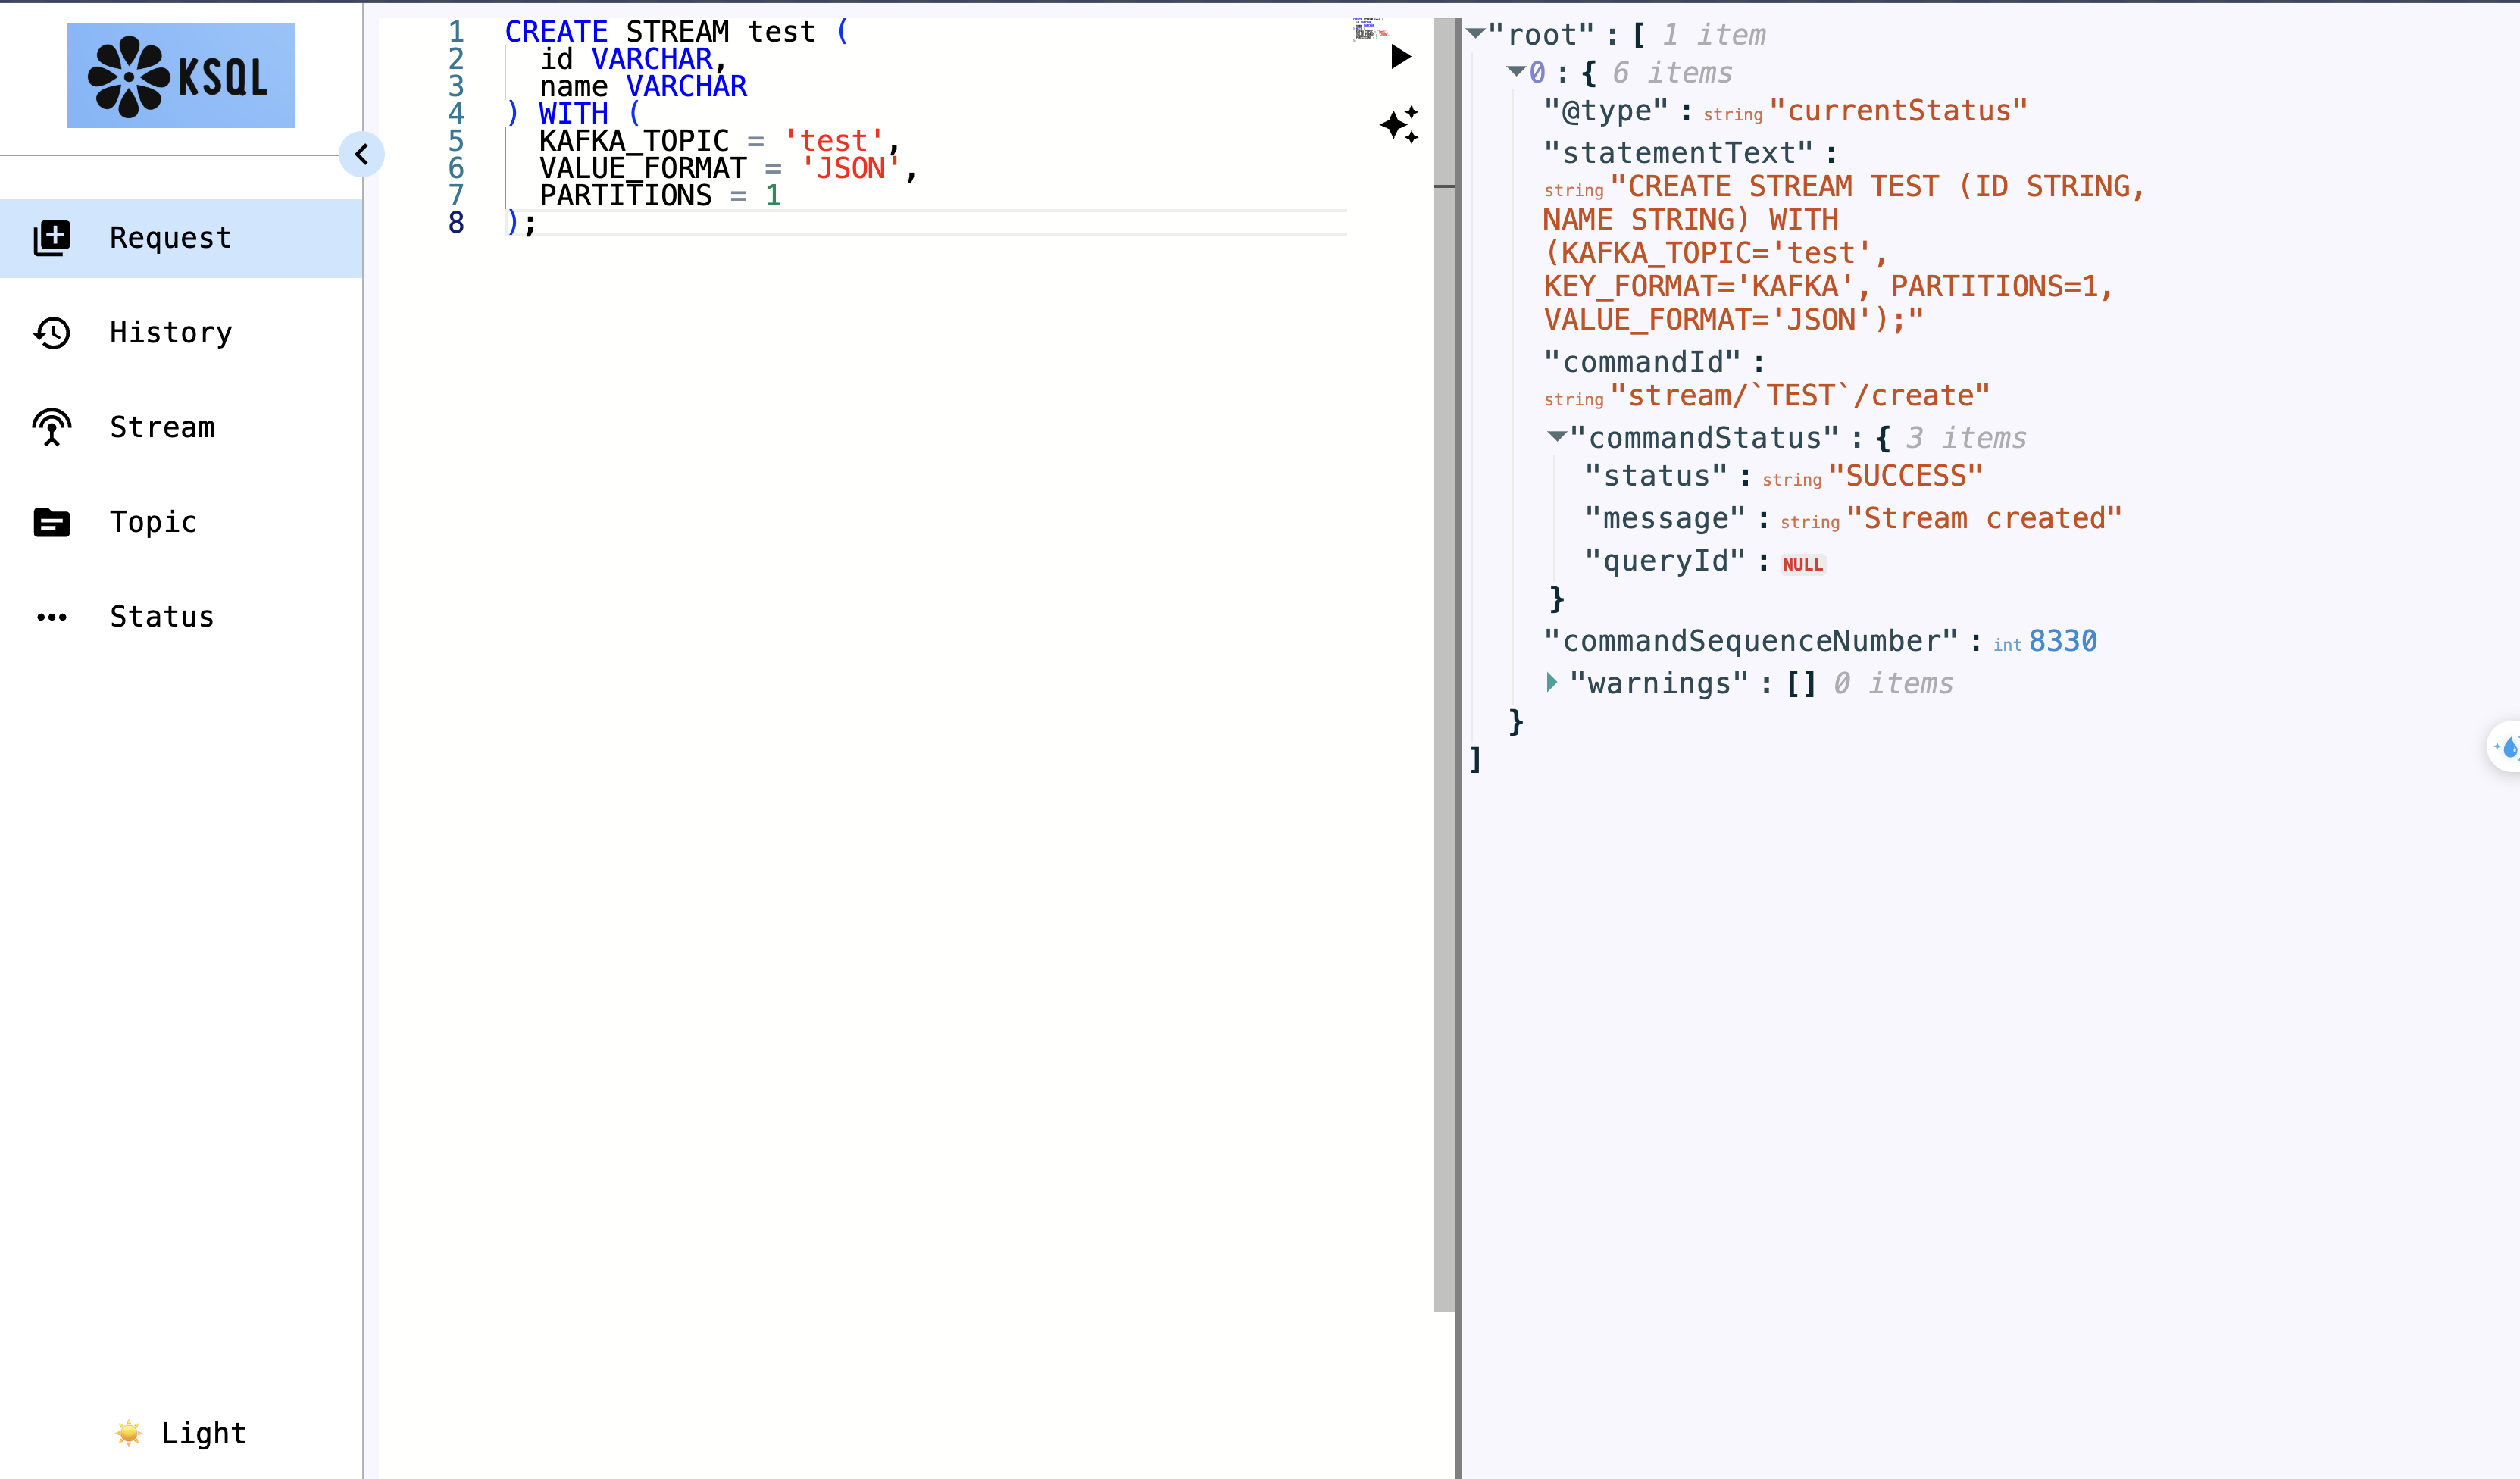 KSQL
Request
History
Stream
Topic
Status
Light
1 CREATE STREAM test (
2 id VARCHAR,
3 name VARCHAR
4 ) WITH (
5 KAFKA_TOPIC = 'test',
6 VALUE_FORMAT = 'JSON',
7 PARTITIONS = 1
8 );
"root" : [ 1 item
0 : { 6 items
"@type" : string "currentStatus"
"statementText" :
string "CREATE STREAM TEST (ID STRING,
NAME STRING) WITH
(KAFKA_TOPIC='test',
KEY_FORMAT='KAFKA', PARTITIONS=1,
VALUE_FORMAT='JSON');"
"commandId" :
string "stream/`TEST`/create"
"commandStatus" : { 3 items
"status" : string "SUCCESS"
"message" : string "Stream created"
"queryId" : NULL
}
"commandSequenceNumber" : int 8330
"warnings" : [] 0 items
}
]